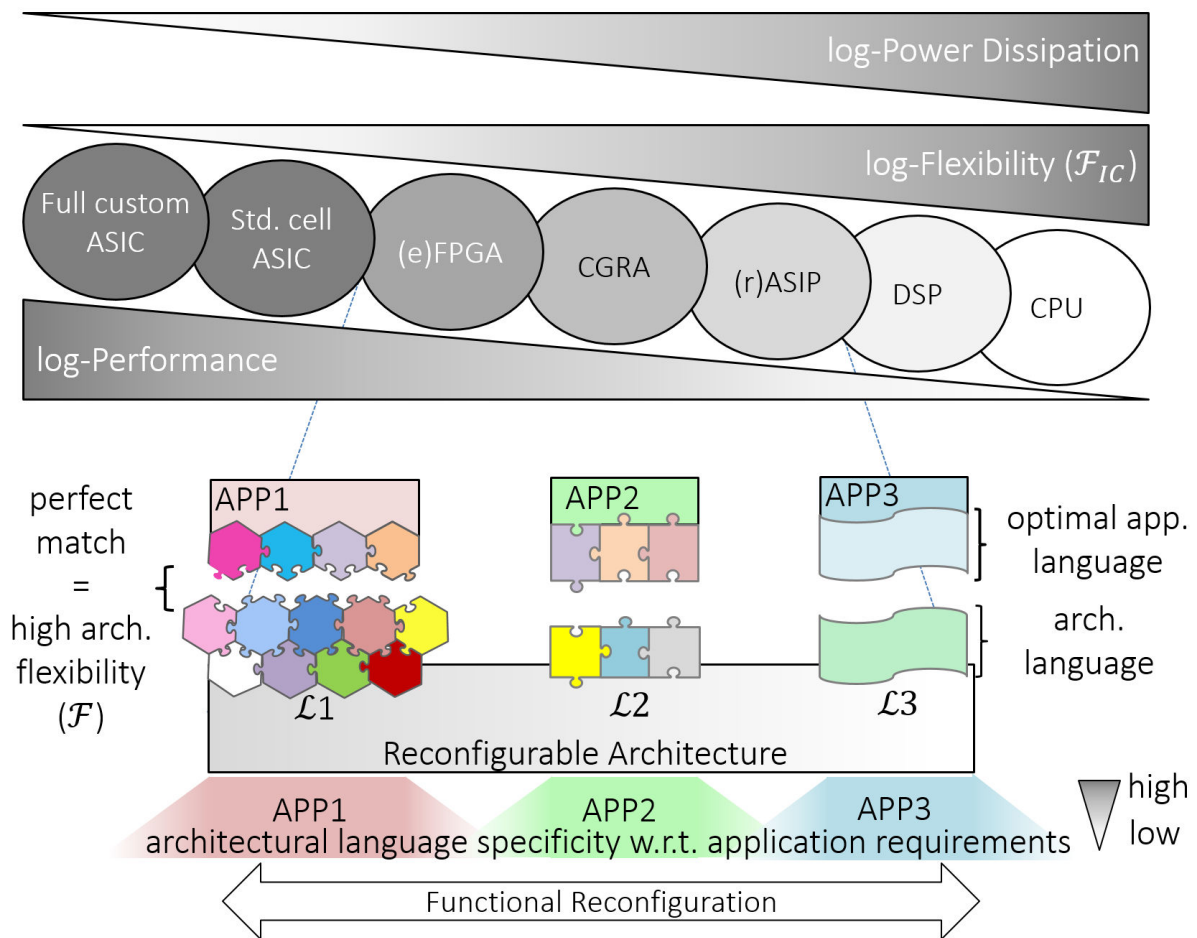 log-Power Dissipation
log-Flexibility (ℱ_IC)
Full custom
ASIC
Std. cell
ASIC
(e)FPGA
CGRA
(r)ASIP
DSP
CPU
log-Performance
perfect
match
=
high arch.
flexibility
(ℱ)
APP1
APP2
APP3
optimal app.
language
arch.
language
ℒ1
ℒ2
ℒ3
Reconfigurable Architecture
APP1
APP2
APP3
architectural language specificity w.r.t. application requirements
high
low
Functional Reconfiguration